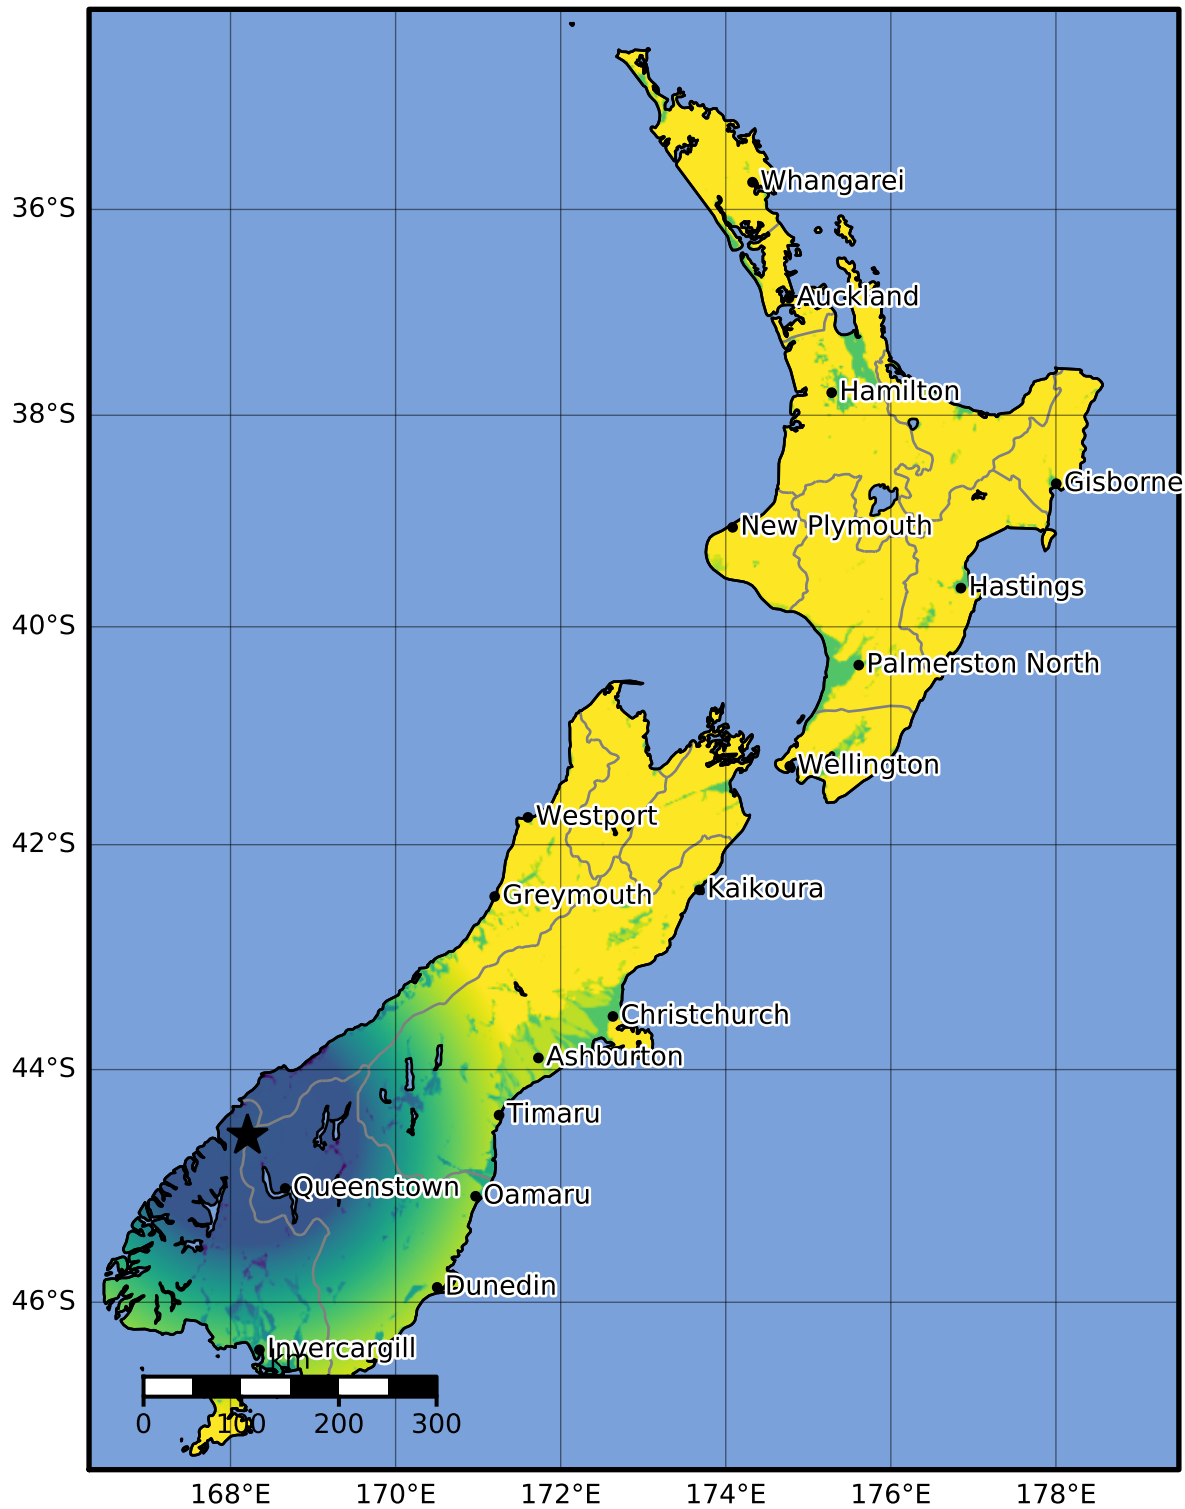 Whangarei
36°S
Auckland
Hamilton
38°S
Gisborne
New Plymouth
Hastings
40°S
Palmerston North
Wellington
Westport
42°S
Kaikoura
Greymouth
Christchurch
Ashburton
44°S
Timaru
Queenstown
Oamaru
Dunedin
46°S
Invercargill
km
0 100 200 300
168°E 170°E 172°E 174°E 176°E 178°E